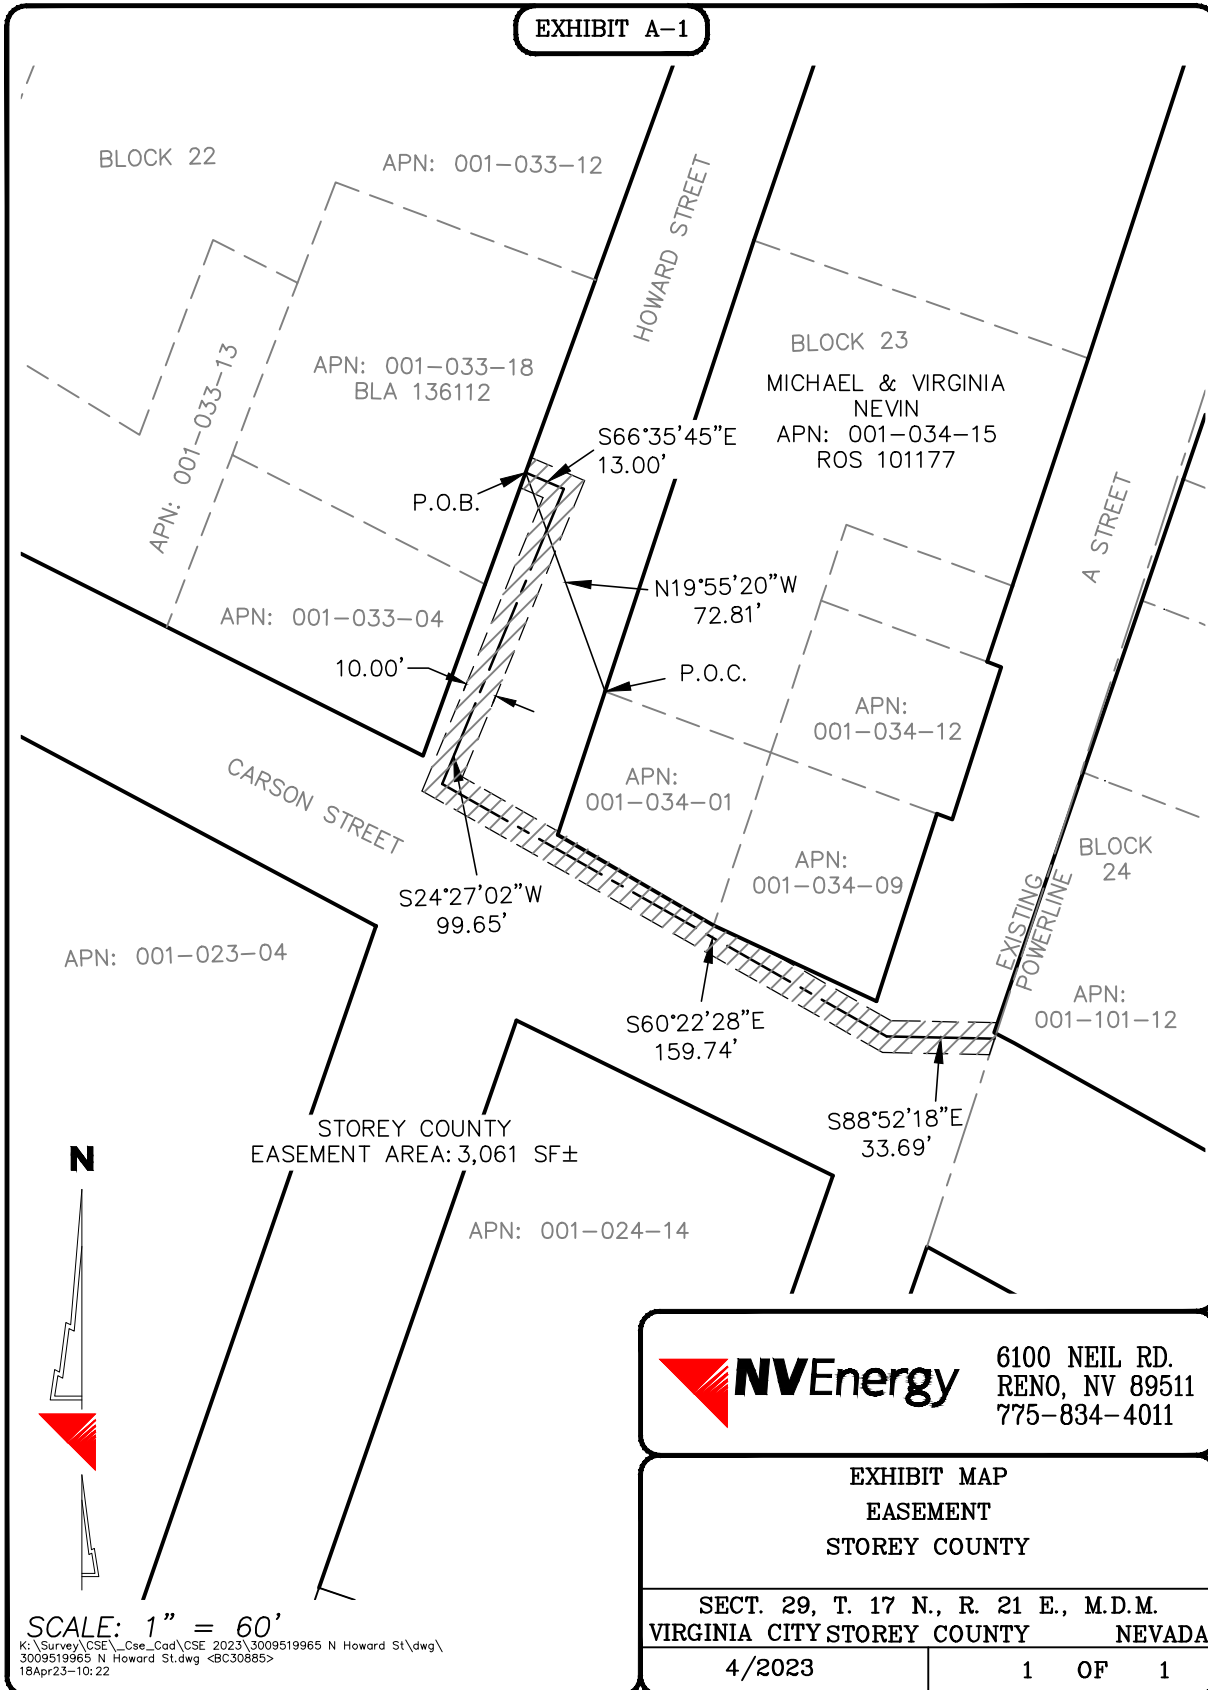 EXHIBIT A-1
BLOCK 22
APN: 001-033-12
HOWARD STREET
APN: 001-033-13
APN: 001-033-18
BLA 136112
BLOCK 23
MICHAEL & VIRGINIA
NEVIN
APN: 001-034-15
ROS 101177
S66°35'45"E
13.00'
P.O.B.
A STREET
N19°55'20"W
72.81'
APN: 001-033-04
10.00'
P.O.C.
APN:
001-034-12
CARSON STREET
APN:
001-034-01
APN:
001-034-09
BLOCK
24
S24°27'02"W
99.65'
EXISTING
POWERLINE
APN: 001-023-04
APN:
001-101-12
S60°22'28"E
159.74'
S88°52'18"E
33.69'
STOREY COUNTY
EASEMENT AREA: 3,061 SF±
N
APN: 001-024-14
NVEnergy
6100 NEIL RD.
RENO, NV 89511
775-834-4011
EXHIBIT MAP
EASEMENT
STOREY COUNTY
SECT. 29, T. 17 N., R. 21 E., M.D.M.
VIRGINIA CITY STOREY COUNTY NEVADA
4/2023 1 OF 1
SCALE: 1" = 60'
K:\Survey\CSE\_Cse_Cad\CSE 2023\3009519965 N Howard St\dwg\
3009519965 N Howard St.dwg <BC30885>
18Apr23-10:22